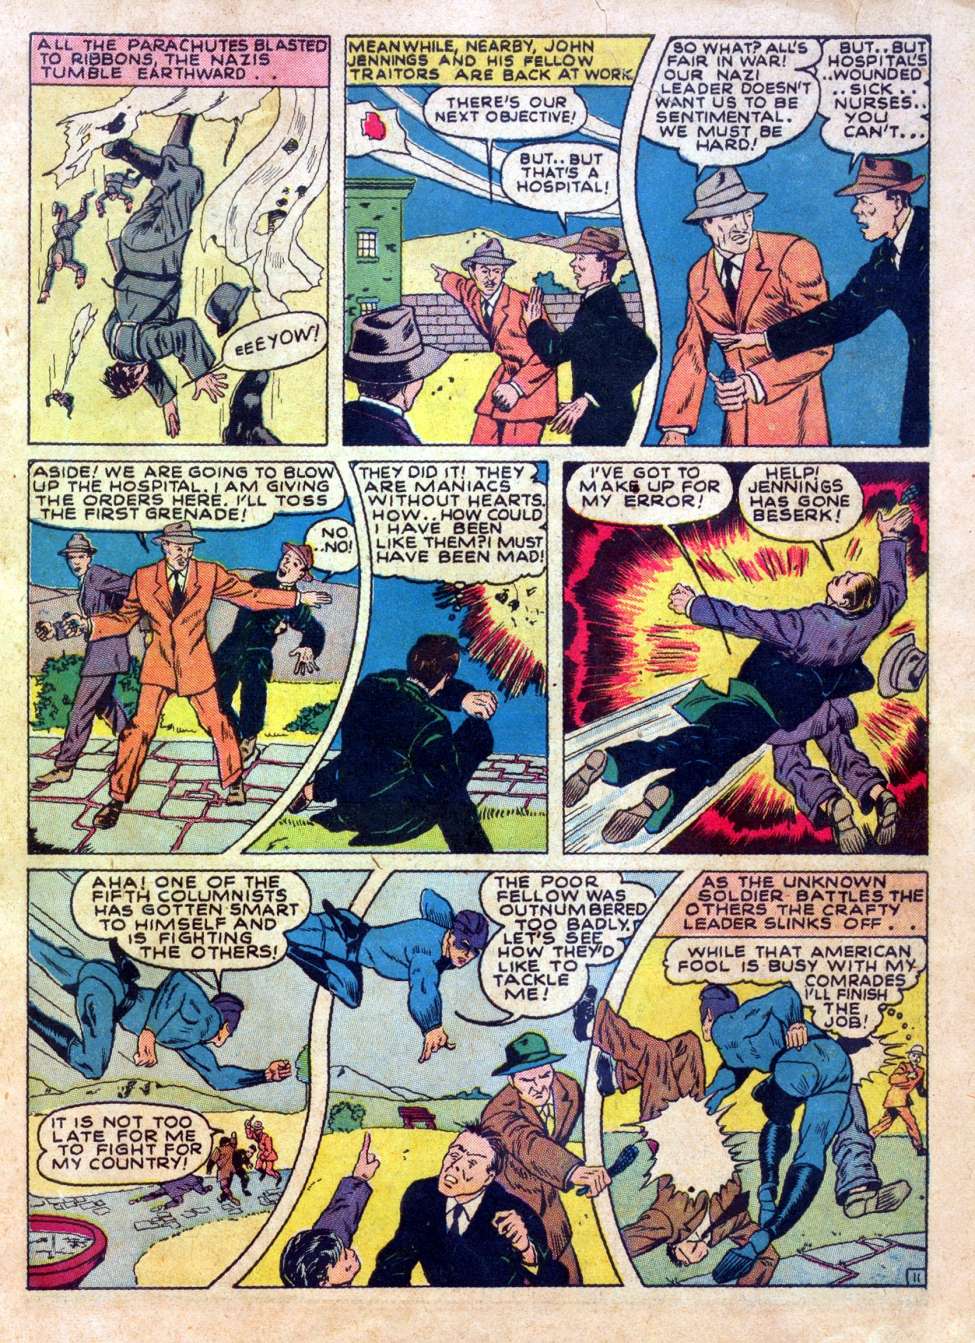 ALL THE PARACHUTES BLASTED
TO RIBBONS, THE NAZIS
TUMBLE EARTHWARD . .
EEEYOW!
MEANWHILE, NEARBY, JOHN
JENNINGS AND HIS FELLOW
TRAITORS ARE BACK AT WORK.
THERE'S OUR
NEXT OBJECTIVE!
BUT..BUT
THAT'S A
HOSPITAL!
SO WHAT? ALL'S
FAIR IN WAR!
OUR NAZI
LEADER DOESN'T
WANT US TO BE
SENTIMENTAL.
WE MUST BE
HARD!
BUT..BUT
HOSPITAL'S
..WOUNDED
..SICK..
NURSES..
YOU
CAN'T...
ASIDE! WE ARE GOING TO BLOW
UP THE HOSPITAL. I AM GIVING
THE ORDERS HERE. I'LL TOSS
THE FIRST GRENADE!
NO
..NO!
THEY DID IT! THEY
ARE MANIACS
WITHOUT HEARTS.
HOW...HOW COULD
I HAVE BEEN
LIKE THEM? I MUST
HAVE BEEN MAD!
I'VE GOT TO
MAKE UP FOR
MY ERROR!
HELP!
JENNINGS
HAS GONE
BESERK!
AHA! ONE OF THE
FIFTH COLUMNISTS
HAS GOTTEN SMART
TO HIMSELF AND
IS FIGHTING
THE OTHERS!
IT IS NOT TOO
LATE FOR ME
TO FIGHT FOR
MY COUNTRY!
THE POOR
FELLOW WAS
OUTNUMBERED
TOO BADLY.
LET'S SEE
HOW THEY'D
LIKE TO
TACKLE
ME!
AS THE UNKNOWN
SOLDIER BATTLES THE
OTHERS THE CRAFTY
LEADER SLINKS OFF . . .
WHILE THAT AMERICAN
FOOL IS BUSY WITH MY
COMRADES
I'LL FINISH
THE
JOB!
11